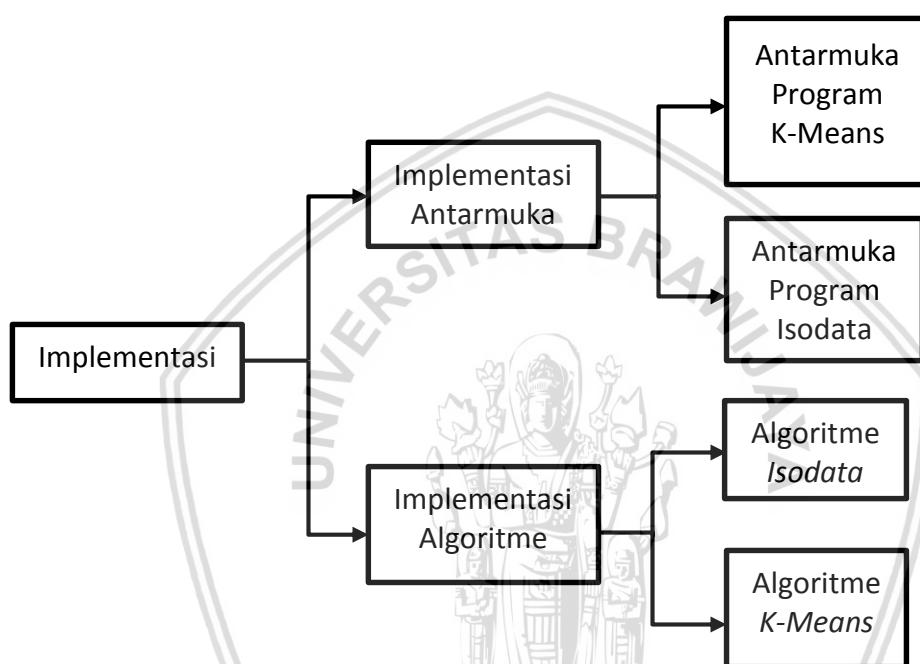 Antarmuka
Program
K-Means
Implementasi
Antarmuka
Antarmuka
Program
Isodata
Implementasi
Algoritme
Isodata
Implementasi
Algoritme
Algoritme
K-Means
UNIVERSITAS BRAWIJAYA